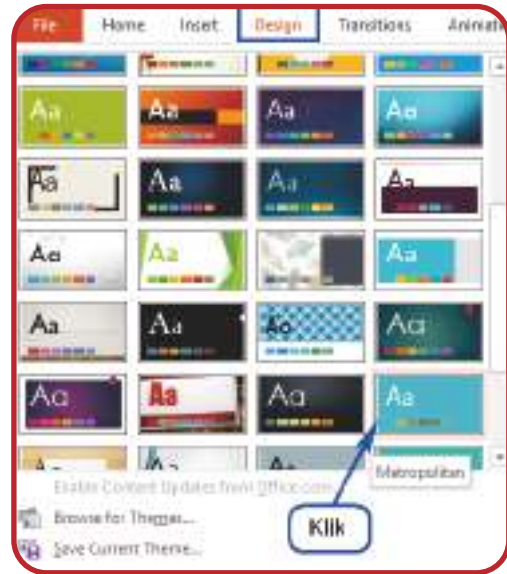 File Home Insert Design Transitions Animati
Aa Aa Aa Aa
Aa Aa Aa Aa
Aa Aa Aa
Aa Aa Aa Aa
Aa Aa Aa Aa
Aa Aa Aa
Metropolitan
Enable Content Updates from Office.com...
Browse for Themes...
Save Current Theme...
Klik